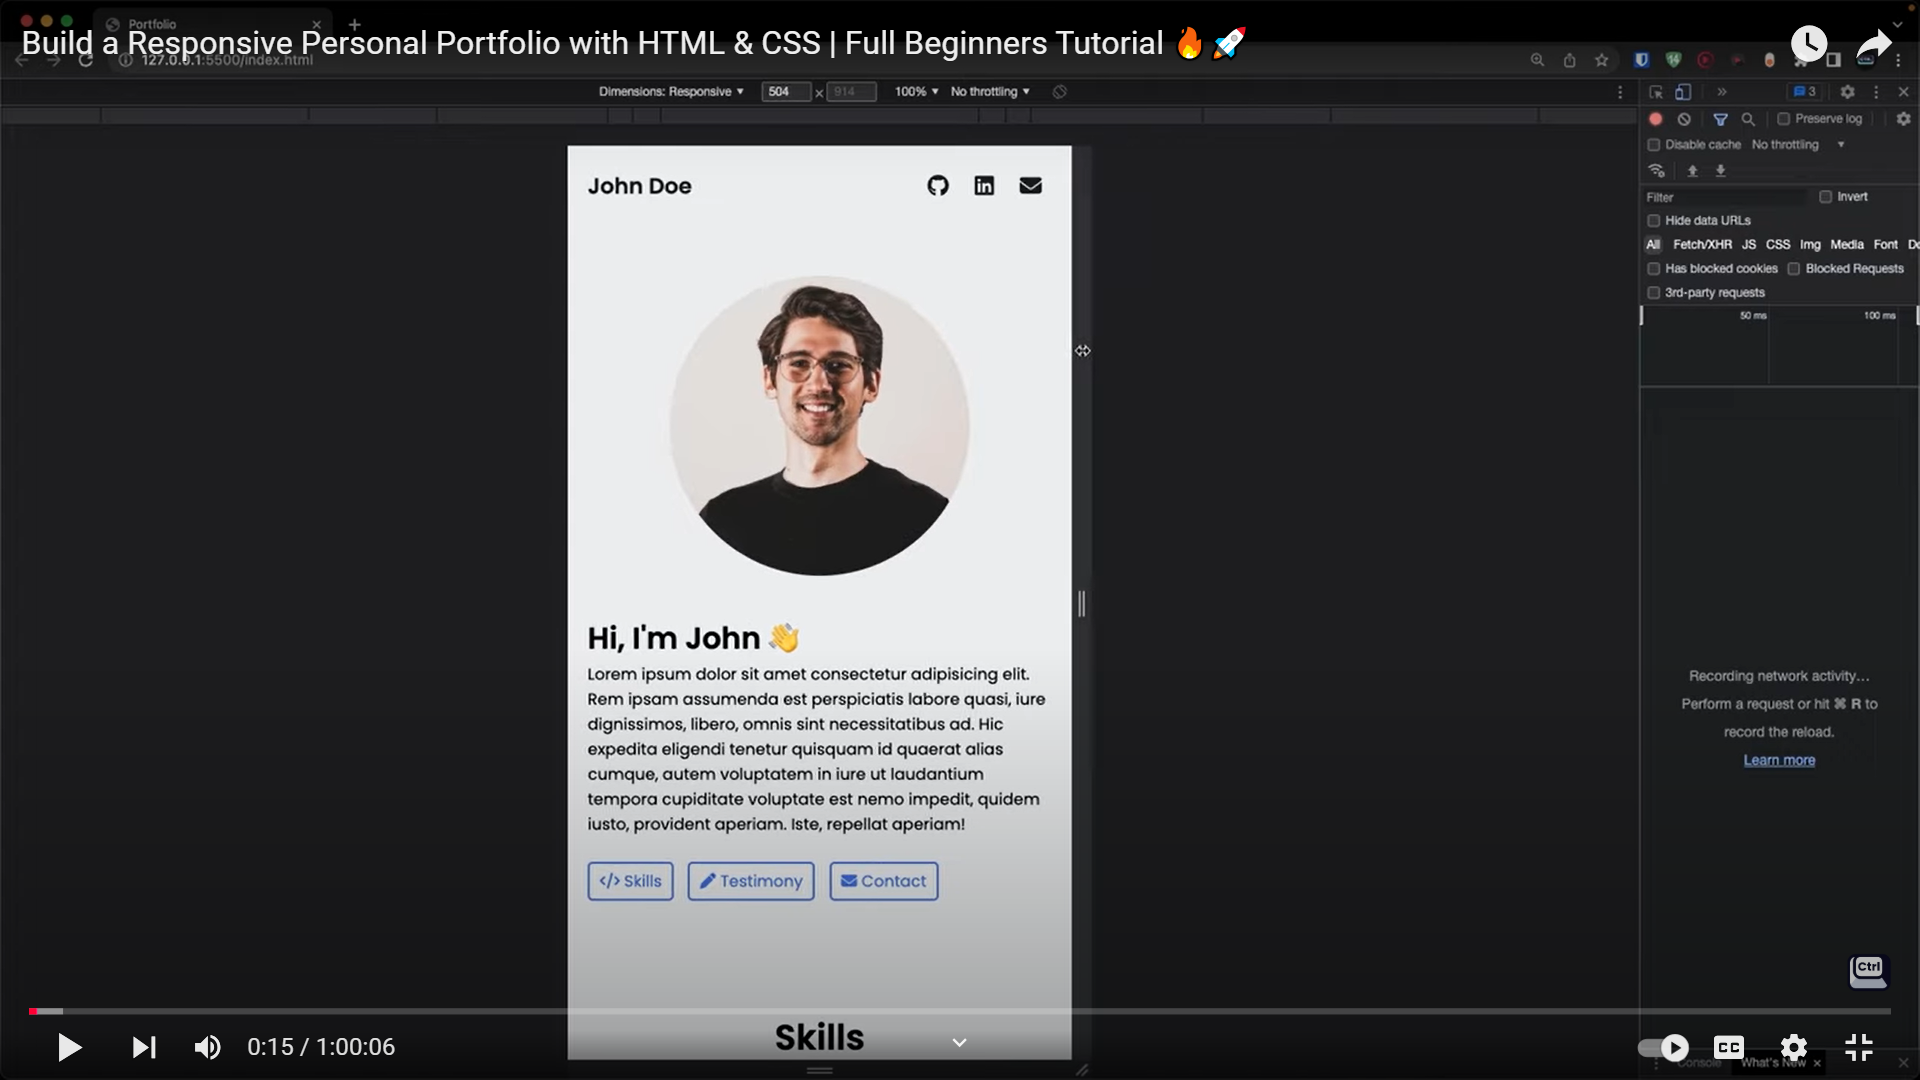 Portfolio
Build a Responsive Personal Portfolio with HTML & CSS | Full Beginners Tutorial 🔥🚀
127.0.0.1:5500/index.html
Dimensions: Responsive 504 × 914 100% No throttling
3
Preserve log
Disable cache No throttling
Filter Invert
Hide data URLs
All Fetch/XHR JS CSS Img Media Font
Has blocked cookies Blocked Requests
3rd-party requests
50 ms 100 ms
John Doe
Hi, I'm John 👋
Lorem ipsum dolor sit amet consectetur adipisicing elit.
Rem ipsam assumenda est perspiciatis labore quasi, iure
dignissimos, libero, omnis sint necessitatibus ad. Hic
expedita eligendi tenetur quisquam id quaerat alias
cumque, autem voluptatem in iure ut laudantium
tempora cupiditate voluptate est nemo impedit, quidem
iusto, provident aperiam. Iste, repellat aperiam!
</> Skills Testimony Contact
Skills
Recording network activity…
Perform a request or hit ⌘ R to
record the reload.
Learn more
Ctrl
0:15 / 1:00:06
CC
Console What's New